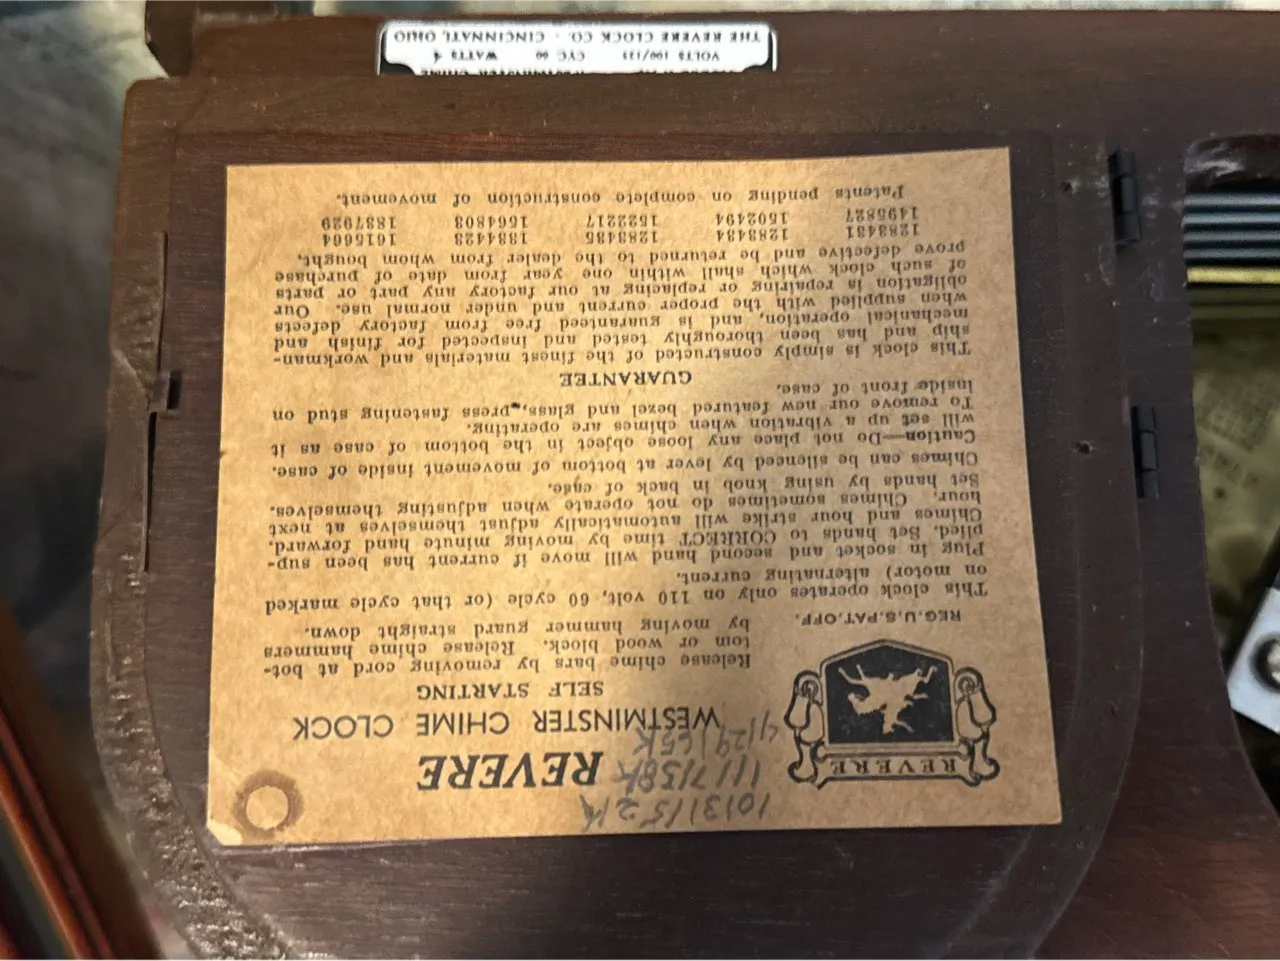 10/31/52 K
11/7/58K
4/29/65K
REVERE
REVERE
WESTMINSTER CHIME CLOCK
SELF STARTING
Release chime bars by removing cord at bot-
tom or wood block. Release chime hammers
by moving hammer guard straight down.
REG.U.S.PAT.OFF.
This clock operates only on 110 volt, 60 cycle (or that cycle marked
on motor) alternating current.
Plug in socket and second hand will move if current has been sup-
plied. Set hands to CORRECT time by moving minute hand forward.
Chimes and hour strike will automatically adjust themselves at next
hour. Chimes sometimes do not operate when adjusting themselves.
Set hands by using knob in back of case.
Chimes can be silenced by lever at bottom of movement inside of case.
Caution—Do not place any loose object in the bottom of case as it
will set up a vibration when chimes are operating.
To remove our new featured bezel and glass, press fastening stud on
inside front of case.
GUARANTEE
This clock is simply constructed of the finest materials and workman-
ship and has been thoroughly tested and inspected for finish and
mechanical operation, and is guaranteed free from factory defects
when supplied with the proper current and under normal use. Our
obligation is repairing or replacing at our factory any part or parts
of such clock which shall within one year from date of purchase
prove defective and be returned to the dealer from whom bought.
1283431 1283434 1283435 1384423 1615604
1495827 1502494 1522217 1564803 1837929
Patents pending on complete construction of movement.
VOLTS 100/125 CYC 60 WATTS 4
THE REVERE CLOCK CO. · CINCINNATI, OHIO